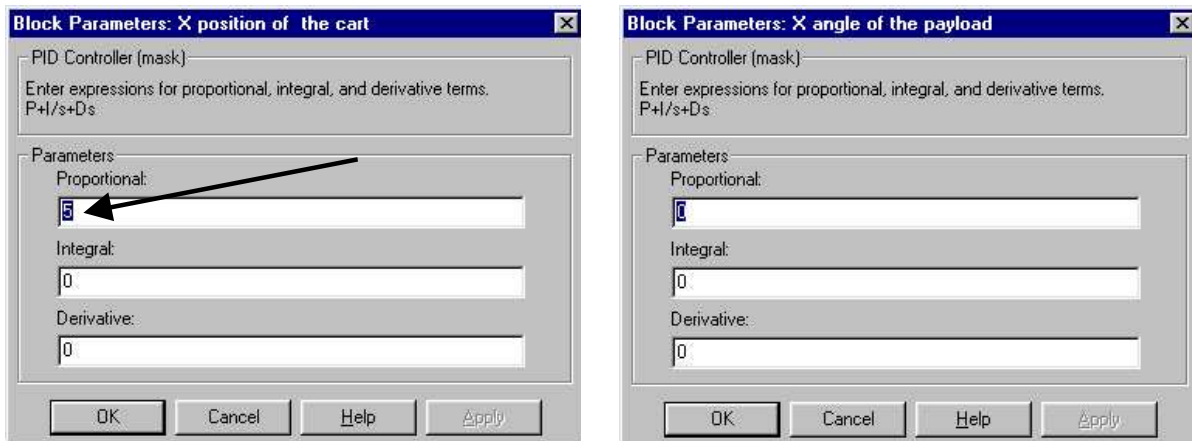 Block Parameters: X position of the cart
PID Controller (mask)
Enter expressions for proportional, integral, and derivative terms.
P+I/s+Ds
Parameters
Proportional:
5
Integral:
0
Derivative:
0
OK Cancel Help Apply
Block Parameters: X angle of the payload
PID Controller (mask)
Enter expressions for proportional, integral, and derivative terms.
P+I/s+Ds
Parameters
Proportional:
0
Integral:
0
Derivative:
0
OK Cancel Help Apply